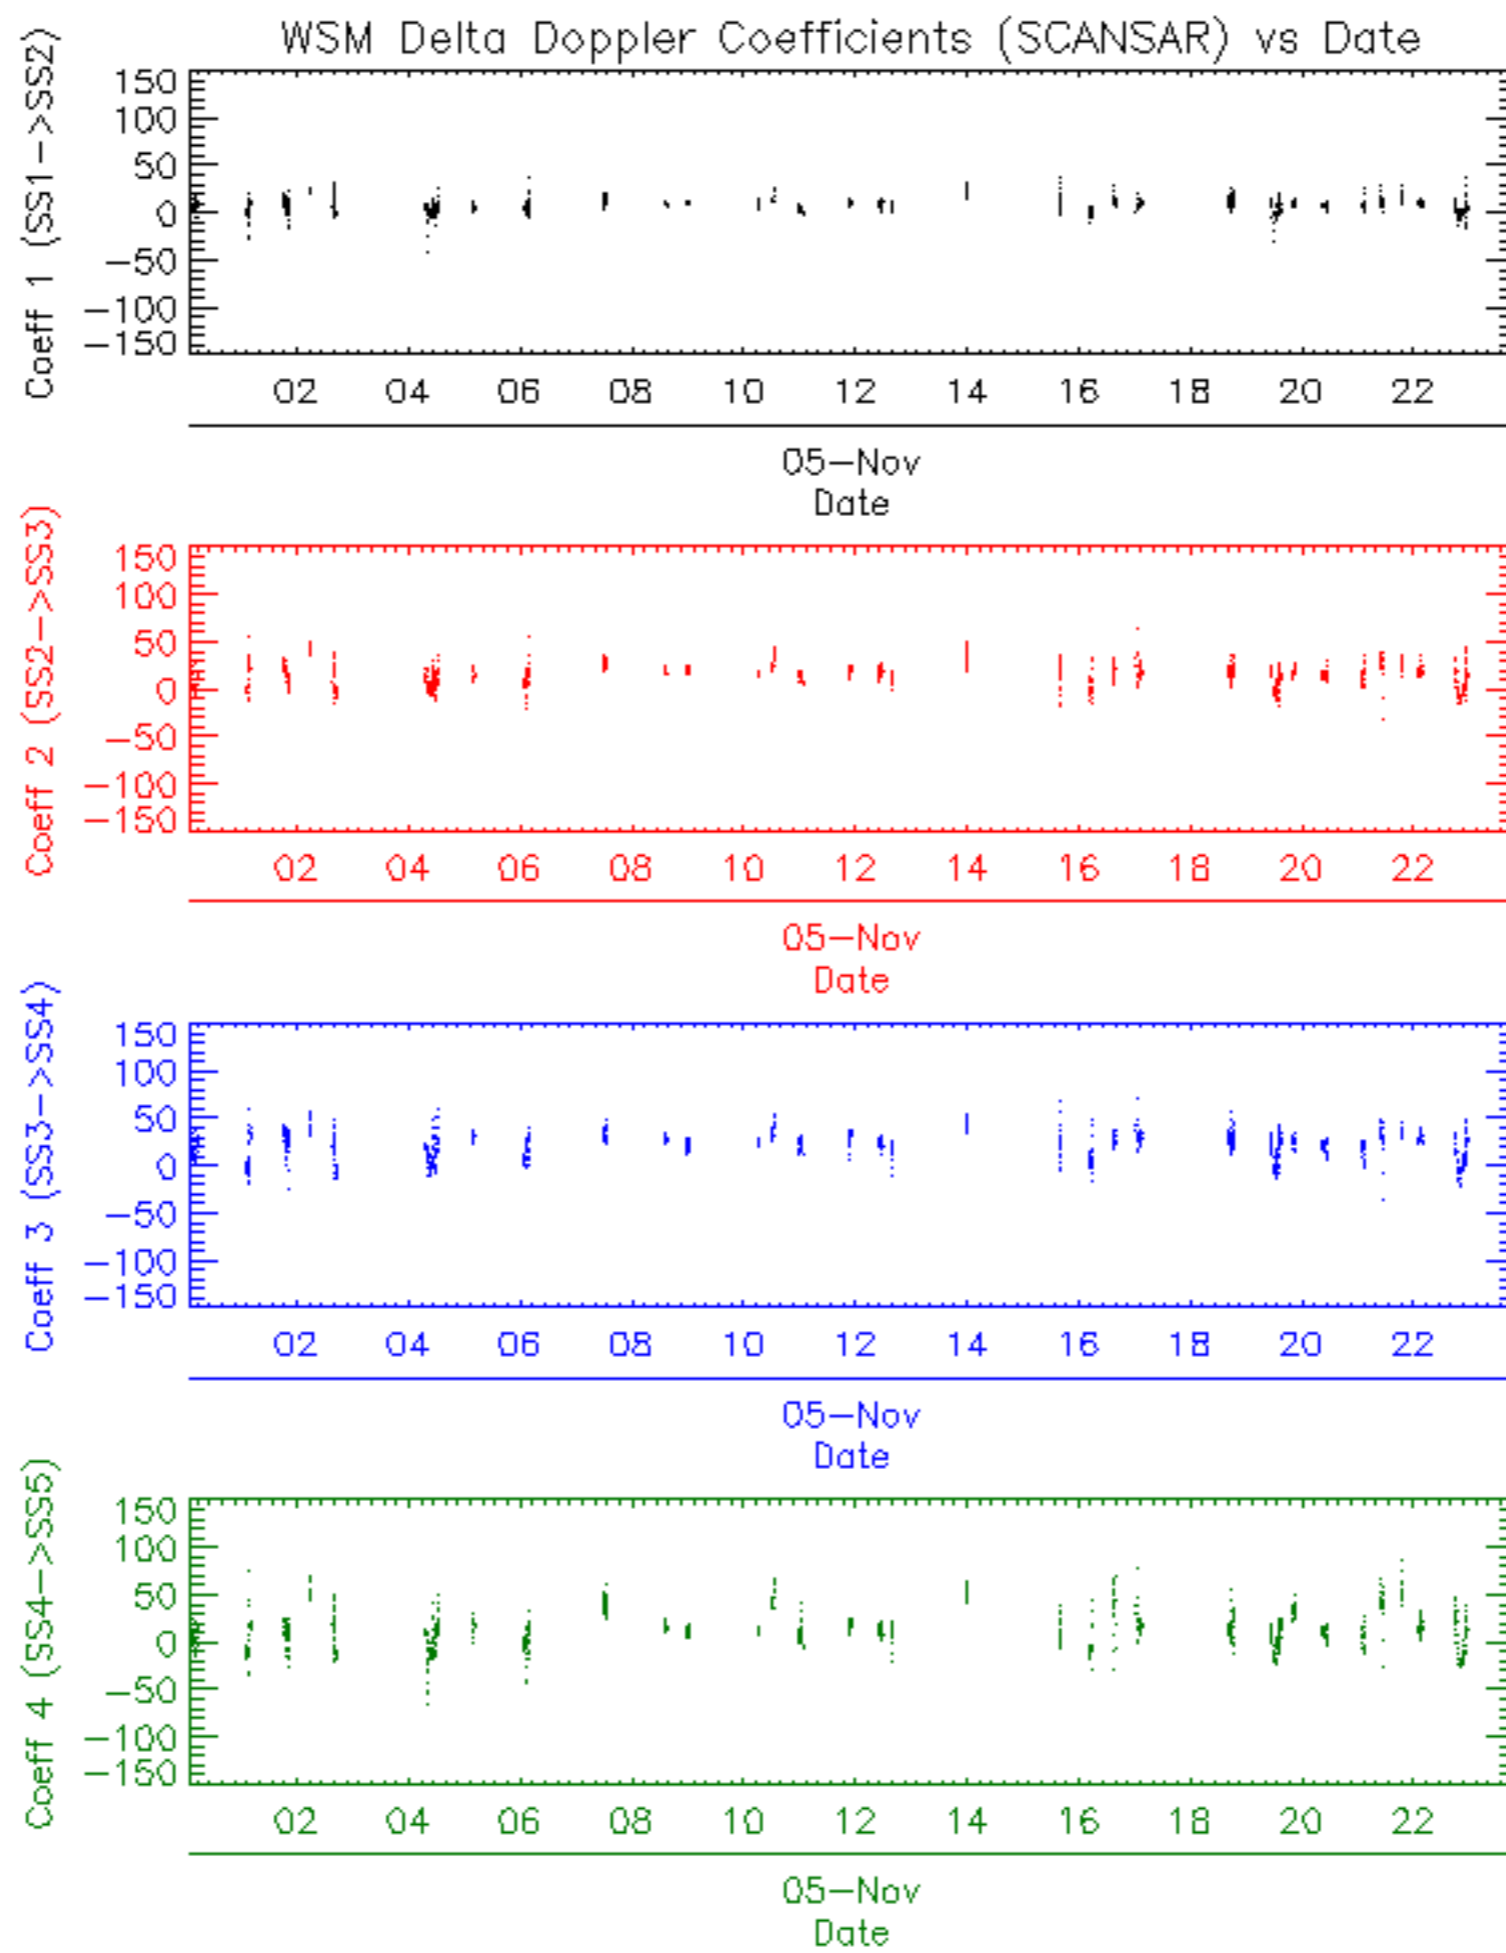 WSM Delta Doppler Coefficients (SCANSAR) vs Date
Coeff 1 (SS1->SS2)
150
100
50
0
-50
-100
-150
02 04 06 08 10 12 14 16 18 20 22
05-Nov
Date
Coeff 2 (SS2->SS3)
150
100
50
0
-50
-100
-150
02 04 06 08 10 12 14 16 18 20 22
05-Nov
Date
Coeff 3 (SS3->SS4)
150
100
50
0
-50
-100
-150
02 04 06 08 10 12 14 16 18 20 22
05-Nov
Date
Coeff 4 (SS4->SS5)
150
100
50
0
-50
-100
-150
02 04 06 08 10 12 14 16 18 20 22
05-Nov
Date